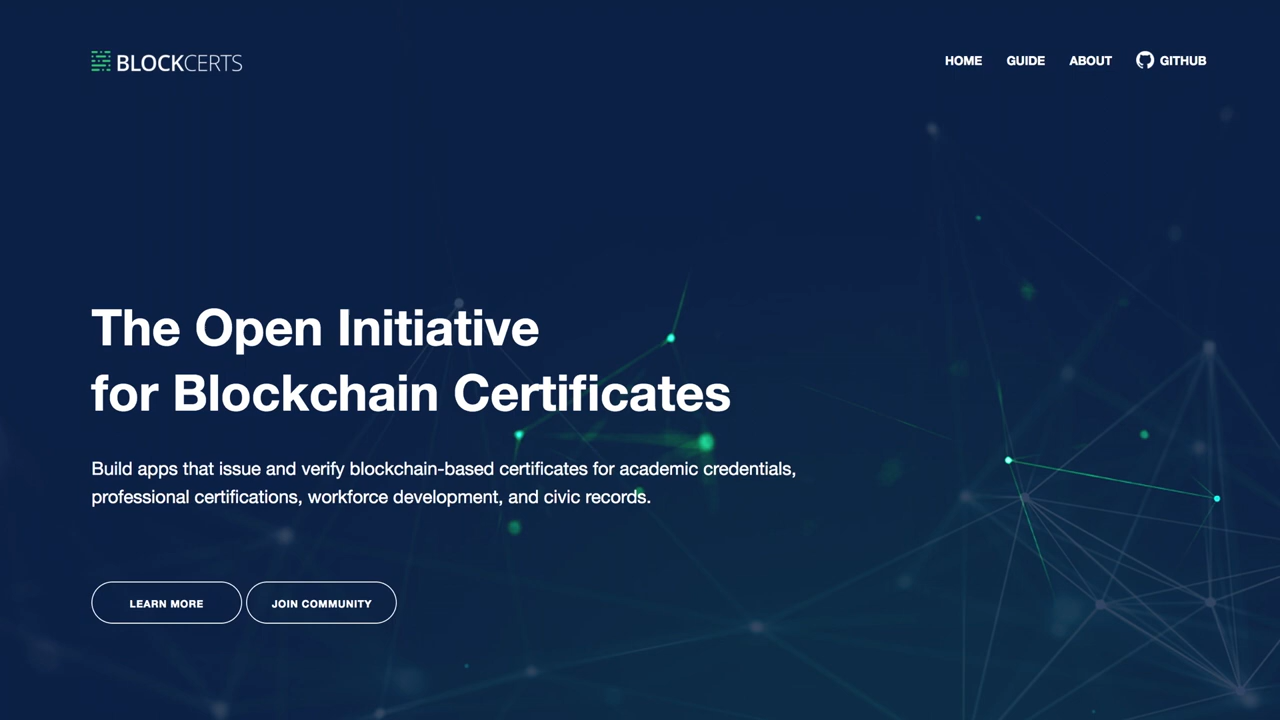 BLOCKCERTS
HOME GUIDE ABOUT GITHUB
The Open Initiative
for Blockchain Certificates
Build apps that issue and verify blockchain-based certificates for academic credentials,
professional certifications, workforce development, and civic records.
LEARN MORE JOIN COMMUNITY